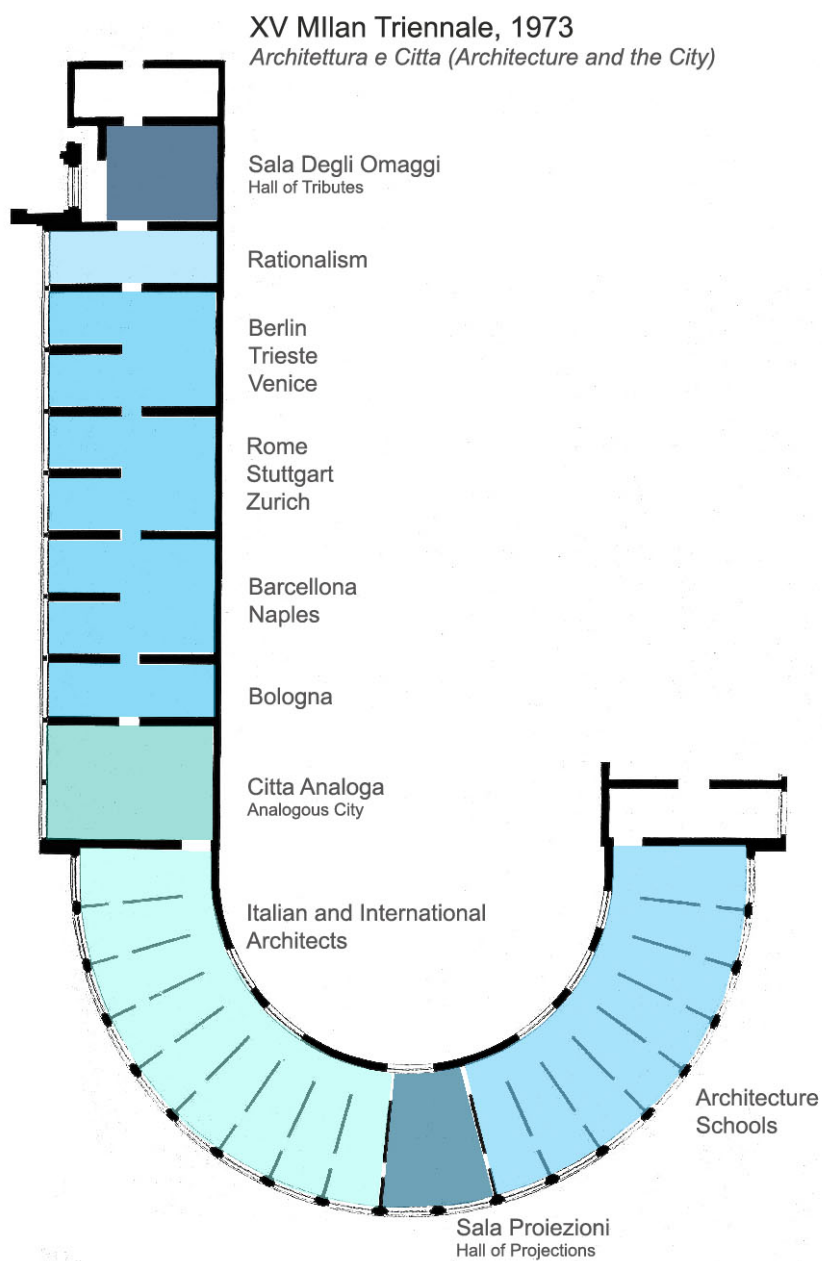 XV MIlan Triennale, 1973
Architettura e Citta (Architecture and the City)
Sala Degli Omaggi
Hall of Tributes
Rationalism
Berlin
Trieste
Venice
Rome
Stuttgart
Zurich
Barcellona
Naples
Bologna
Citta Analoga
Analogous City
Italian and International
Architects
Architecture
Schools
Sala Proiezioni
Hall of Projections